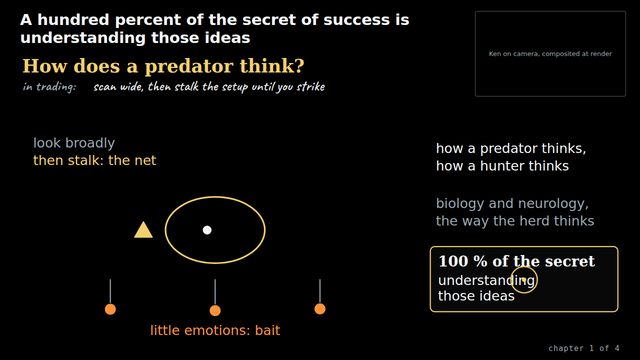 A hundred percent of the secret of success is
understanding those ideas
How does a predator think?
in trading: scan wide, then stalk the setup until you strike
Ken on camera, composited at render
look broadly
then stalk: the net
how a predator thinks,
how a hunter thinks
biology and neurology,
the way the herd thinks
100 % of the secret
understanding
those ideas
little emotions: bait
chapter 1 of 4